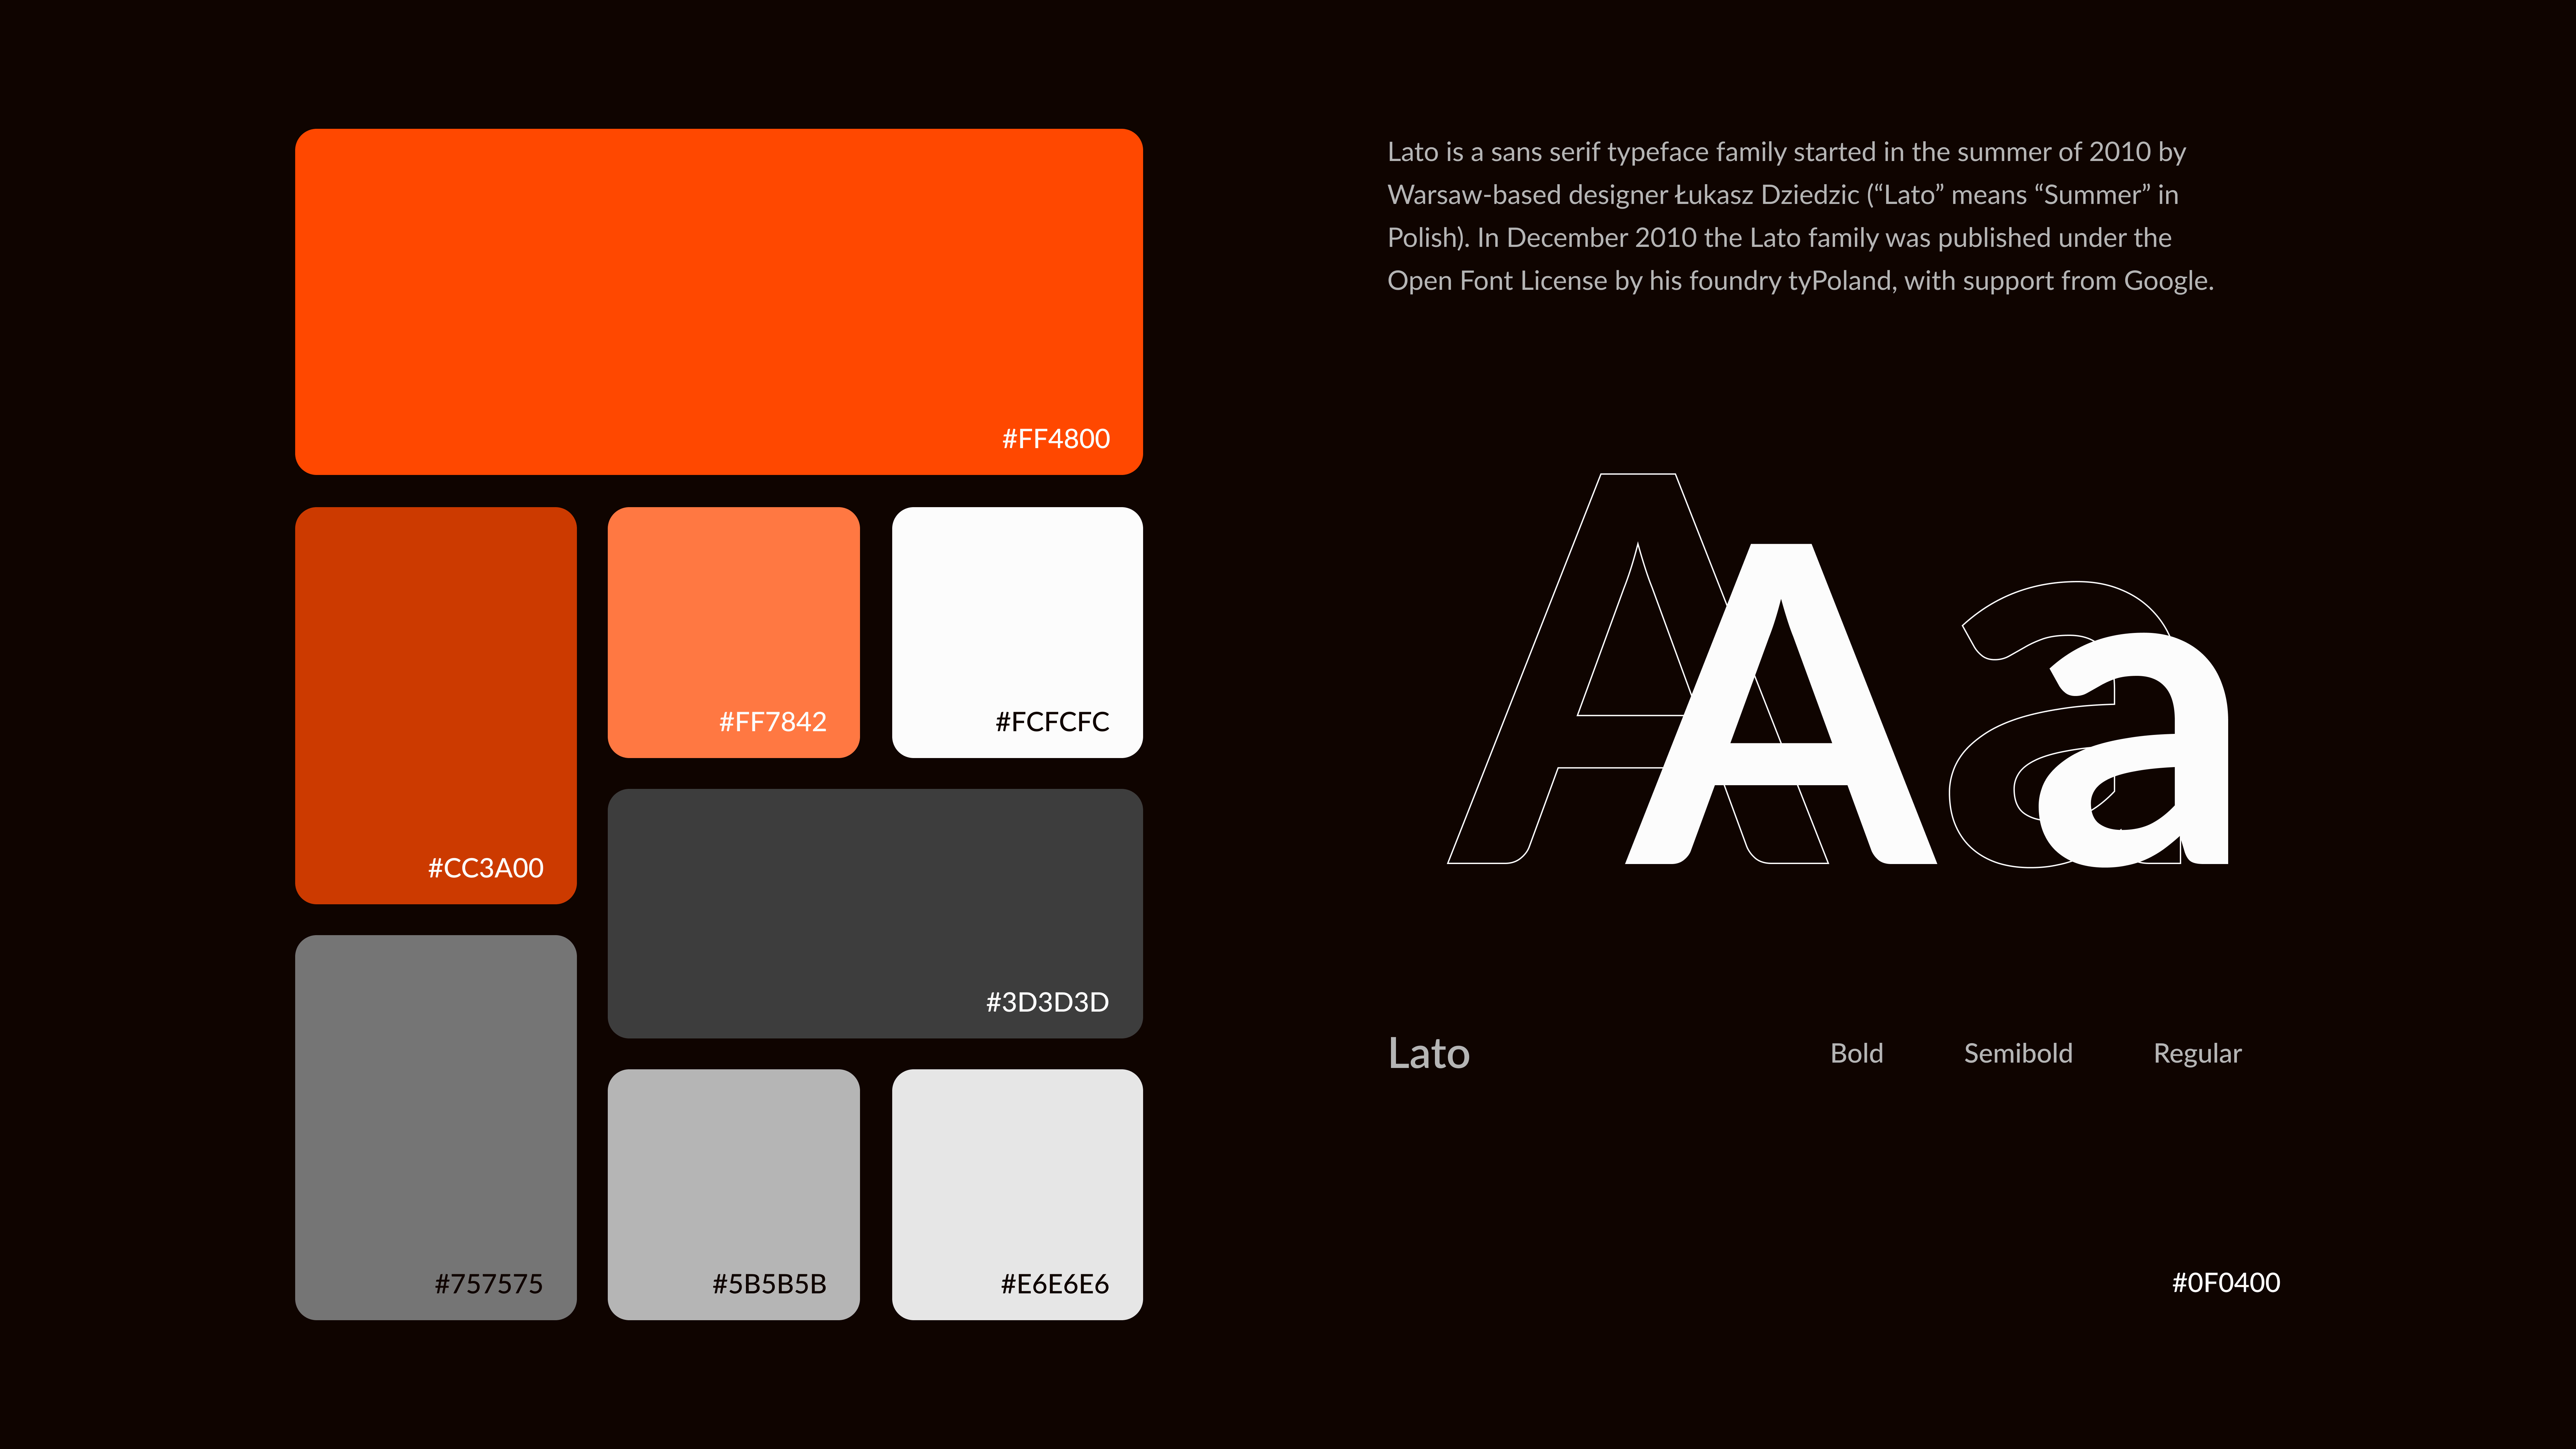 #FF4800
#CC3A00
#FF7842
#FCFCFC
#3D3D3D
#757575
#5B5B5B
#E6E6E6
Lato is a sans serif typeface family started in the summer of 2010 by
Warsaw-based designer Łukasz Dziedzic (“Lato” means “Summer” in
Polish). In December 2010 the Lato family was published under the
Open Font License by his foundry tyPoland, with support from Google.
Aa
Aa
Lato
Bold Semibold Regular
#0F0400